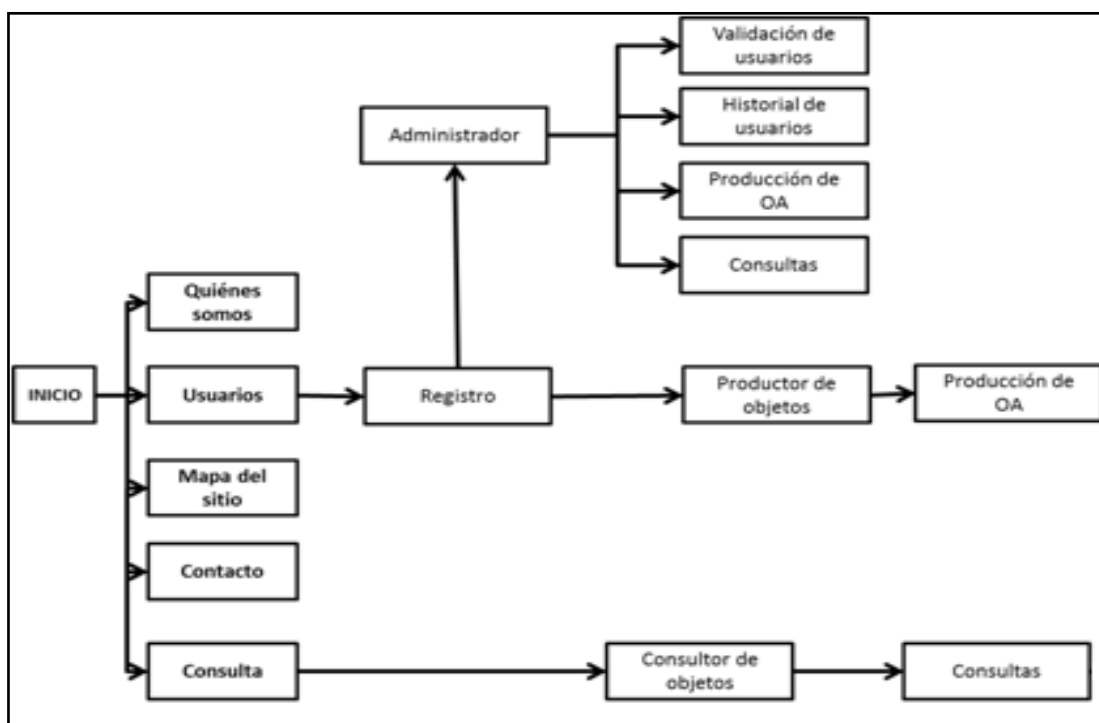 Validación de
usuarios
Historial de
usuarios
Administrador
Producción de
OA
Consultas
Quiénes
somos
INICIO
Usuarios
Registro
Productor de
objetos
Producción de
OA
Mapa del
sitio
Contacto
Consulta
Consultor de
objetos
Consultas